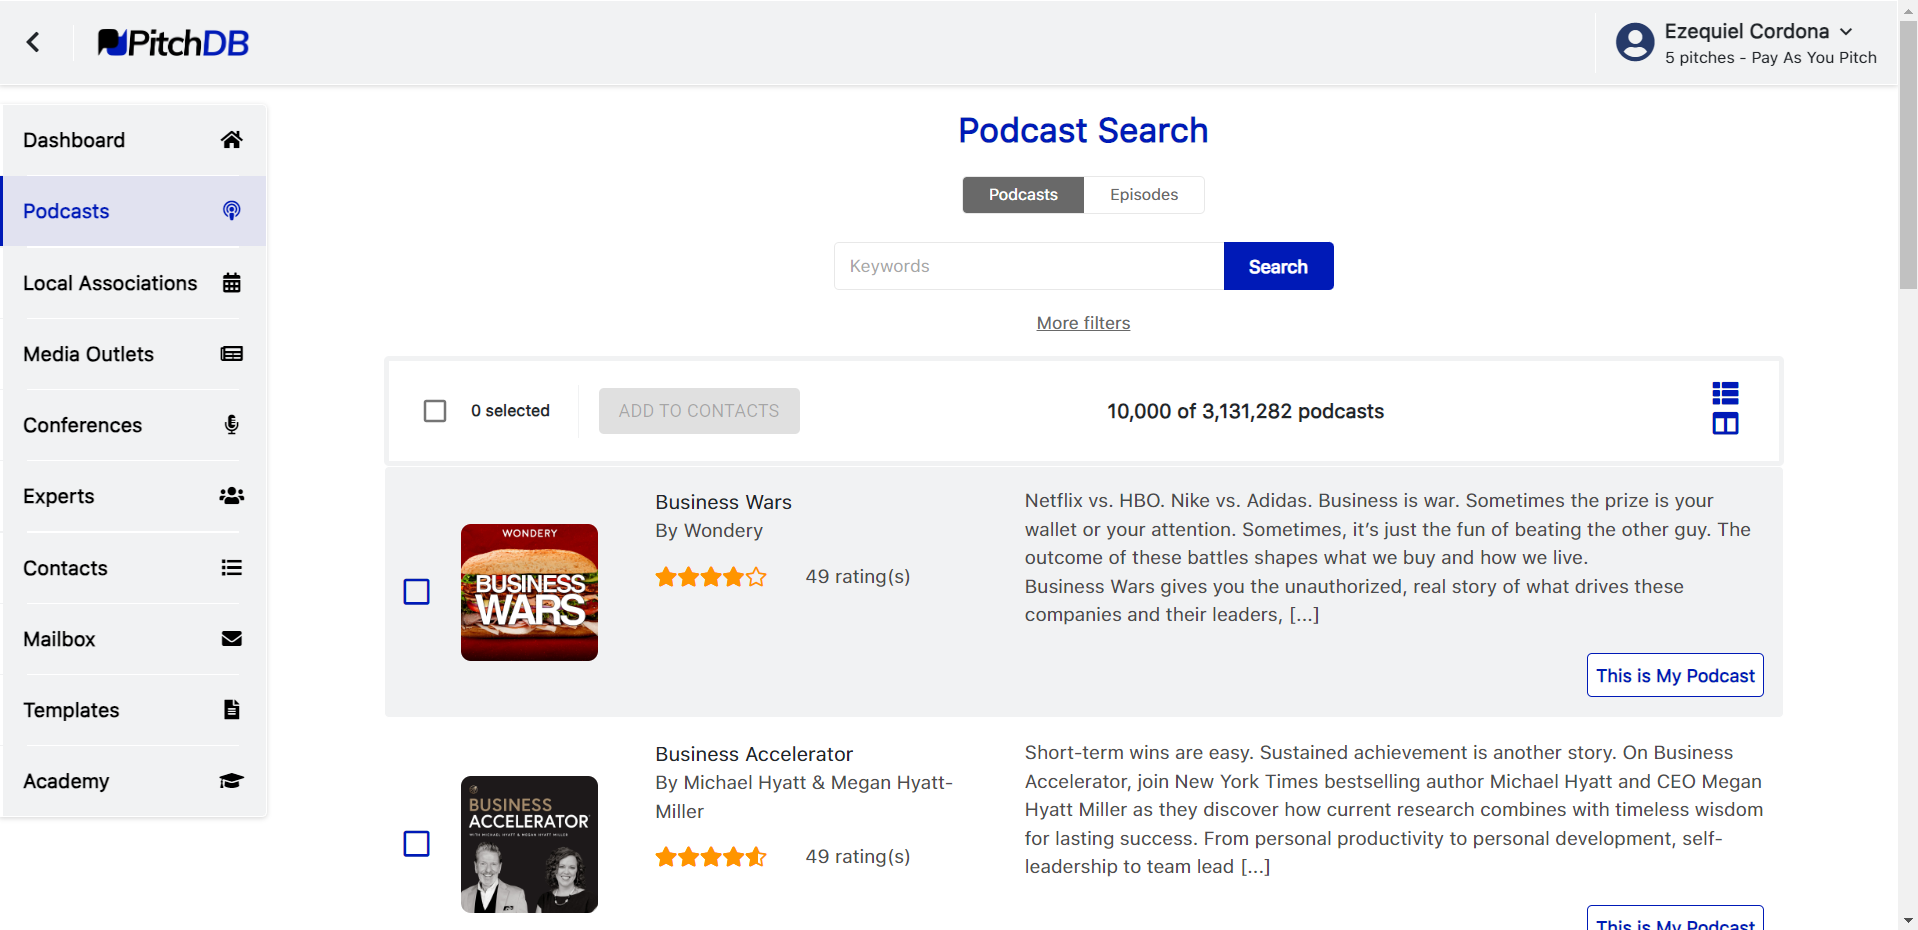 PitchDB
Ezequiel Cordona
5 pitches - Pay As You Pitch
Dashboard
Podcasts
Local Associations
Media Outlets
Conferences
Experts
Contacts
Mailbox
Templates
Academy
Podcast Search
Podcasts
Episodes
Keywords
Search
More filters
0 selected
ADD TO CONTACTS
10,000 of 3,131,282 podcasts
WONDERY
BUSINESS
WARS
Business Wars
By Wondery
49 rating(s)
Netflix vs. HBO. Nike vs. Adidas. Business is war. Sometimes the prize is your
wallet or your attention. Sometimes, it’s just the fun of beating the other guy. The
outcome of these battles shapes what we buy and how we live.
Business Wars gives you the unauthorized, real story of what drives these
companies and their leaders, [...]
This is My Podcast
BUSINESS
ACCELERATOR
WITH MICHAEL HYATT & MEGAN HYATT MILLER
Business Accelerator
By Michael Hyatt & Megan Hyatt-
Miller
49 rating(s)
Short-term wins are easy. Sustained achievement is another story. On Business
Accelerator, join New York Times bestselling author Michael Hyatt and CEO Megan
Hyatt Miller as they discover how current research combines with timeless wisdom
for lasting success. From personal productivity to personal development, self-
leadership to team lead [...]
This is My Podcast